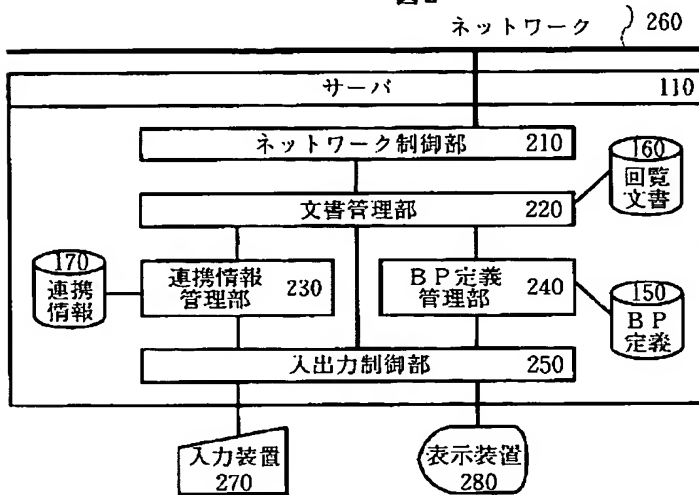 ネットワーク 260
サーバ 110
ネットワーク制御部 210
160
回覧
文書
文書管理部 220
170
連携
情報
連携情報
管理部 230
BP定義
管理部 240
150
BP
定義
入出力制御部 250
入力装置
270
表示装置
280